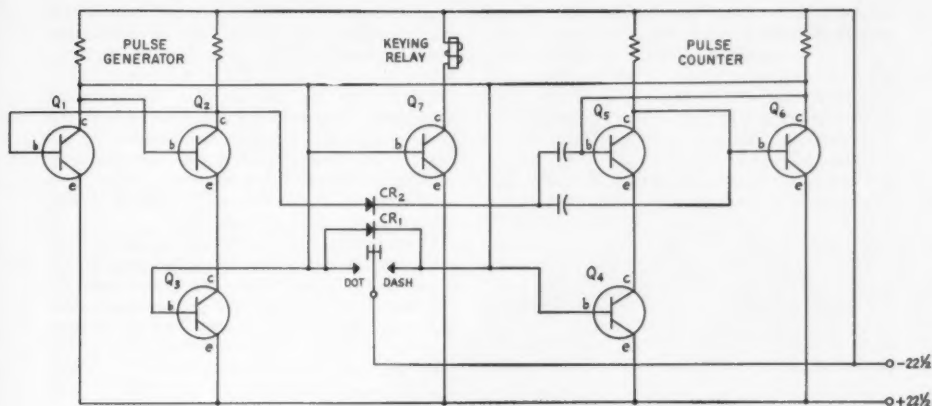 PULSE
GENERATOR
KEYING
RELAY
PULSE
COUNTER
Q1
c
b
e
Q2
c
b
e
Q7
c
b
e
Q5
c
b
e
Q6
c
b
e
CR2
CR1
DOT
DASH
Q3
c
b
e
Q4
c
b
e
-22½
+22½